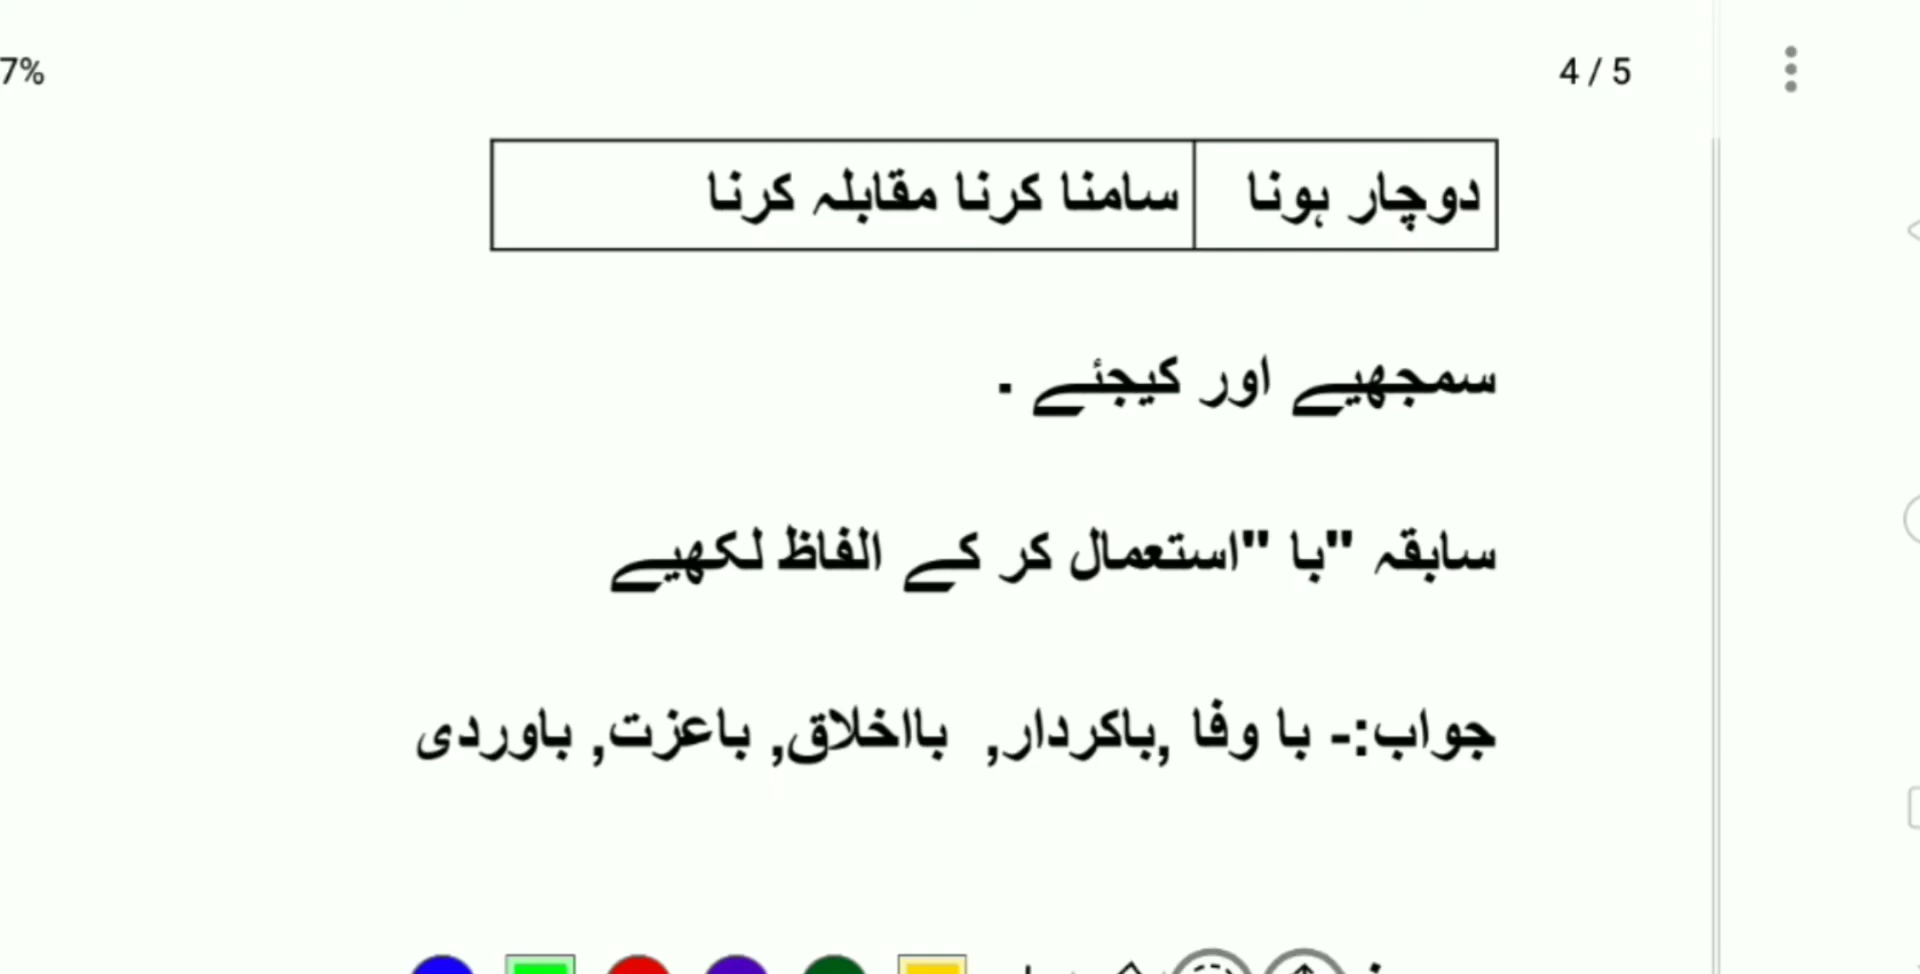 7%
4 / 5
دوچار ہونا سامنا کرنا مقابلہ کرنا
سمجھیے اور کیجئے .
سابقہ "با "استعمال کر کے الفاظ لکھیے
جواب:- با وفا ,باکردار, بااخلاق, باعزت, باوردی